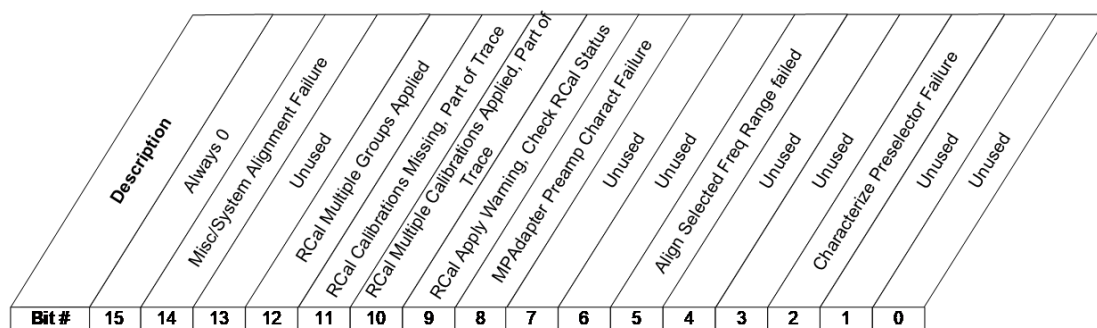 Description
Always 0
Misc/System Alignment Failure
Unused
RCal Multiple Groups Applied
RCal Calibrations Missing, Part of Trace
RCal Multiple Calibrations Applied, Part of
Trace
RCal Apply Warning, Check RCal Status
MPAdapter Preamp Charact Failure
Unused
Unused
Align Selected Freq Range failed
Unused
Unused
Characterize Preselector Failure
Unused
Unused
Bit # 15 14 13 12 11 10 9 8 7 6 5 4 3 2 1 0